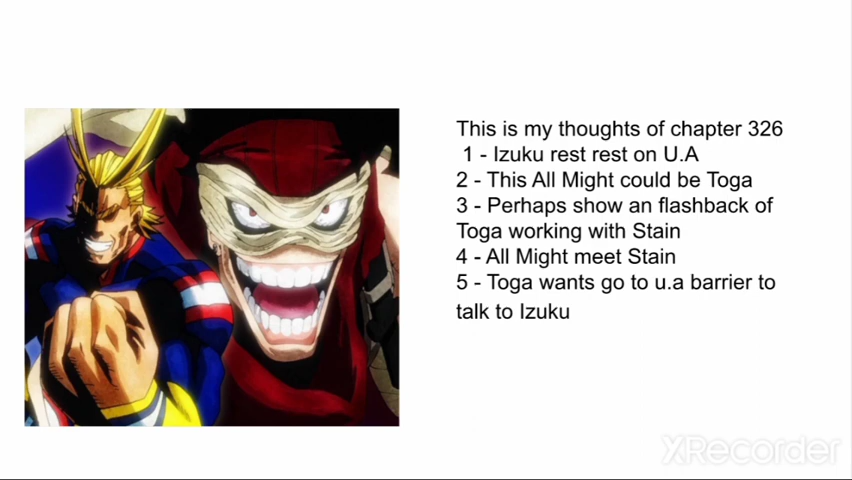 This is my thoughts of chapter 326
1 - Izuku rest rest on U.A
2 - This All Might could be Toga
3 - Perhaps show an flashback of
Toga working with Stain
4 - All Might meet Stain
5 - Toga wants go to u.a barrier to
talk to Izuku
XRecorder